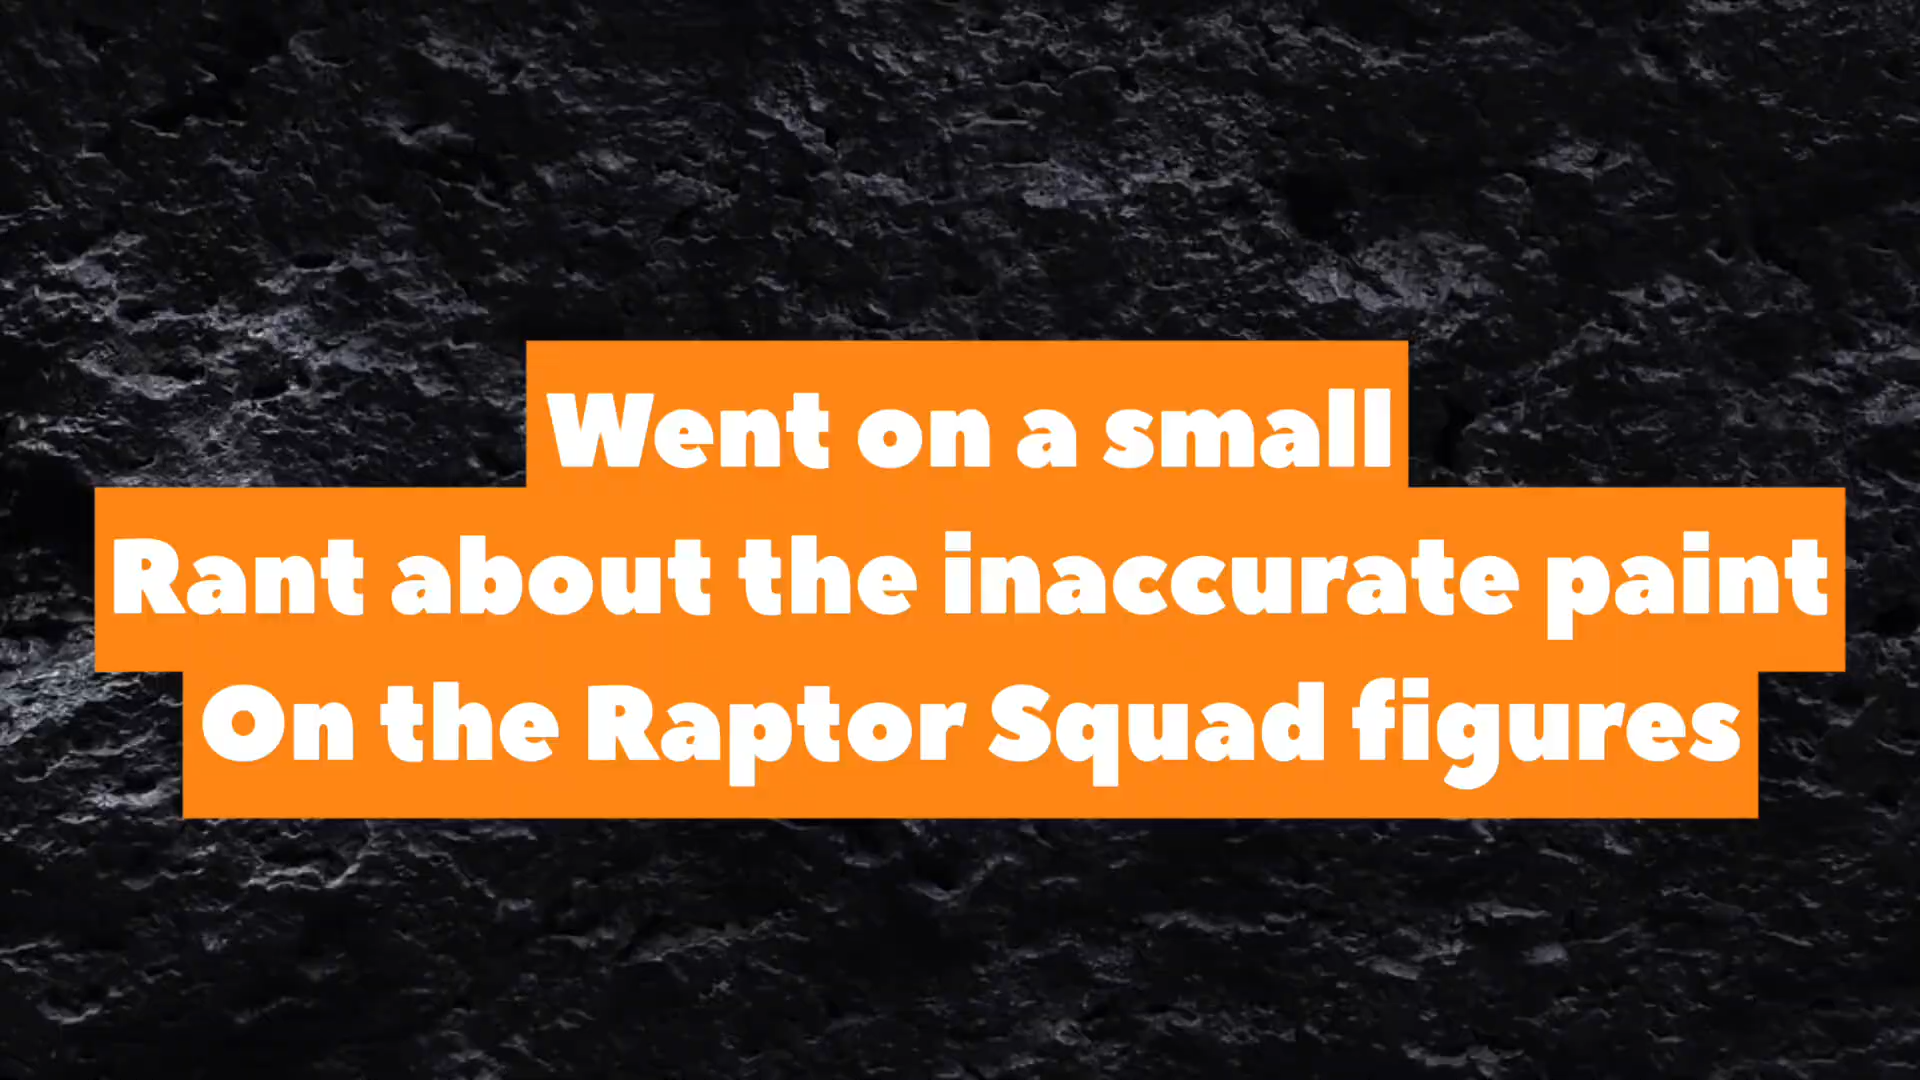 Went on a small
Rant about the inaccurate paint
On the Raptor Squad figures